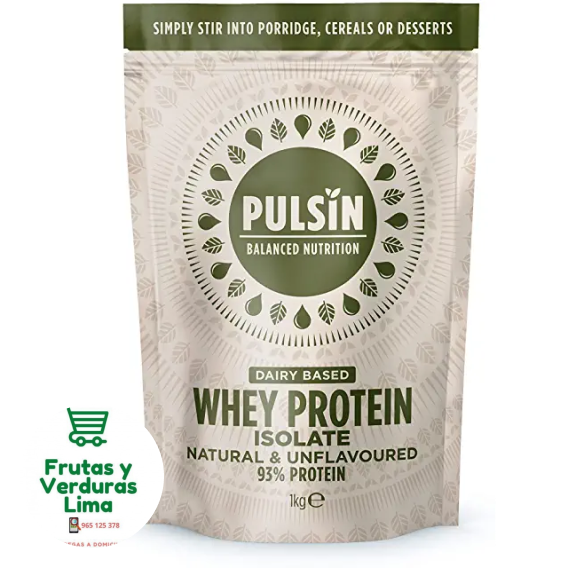 SIMPLY STIR INTO PORRIDGE, CEREALS OR DESSERTS
PULSiN
BALANCED NUTRITION
DAIRY BASED
WHEY PROTEIN
ISOLATE
NATURAL & UNFLAVOURED
93% PROTEIN
1kg℮
Frutas y
Verduras
Lima
965 125 378